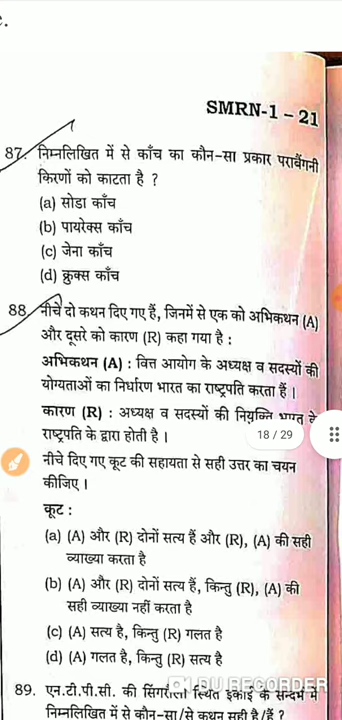 SMRN-1 – 21
87. निम्नलिखित में से काँच का कौन-सा प्रकार पराबैंगनी
किरणों को काटता है ?
(a) सोडा काँच
(b) पायरेक्स काँच
(c) जेना काँच
(d) क्रुक्स काँच
88. नीचे दो कथन दिए गए हैं, जिनमें से एक को अभिकथन (A)
और दूसरे को कारण (R) कहा गया है :
अभिकथन (A) : वित्त आयोग के अध्यक्ष व सदस्यों की
योग्यताओं का निर्धारण भारत का राष्ट्रपति करता हैं ।
कारण (R) : अध्यक्ष व सदस्यों की नियुक्ति भारत के
राष्ट्रपति के द्वारा होती है ।
18 / 29
नीचे दिए गए कूट की सहायता से सही उत्तर का चयन
कीजिए ।
कूट :
(a) (A) और (R) दोनों सत्य हैं और (R), (A) की सही
व्याख्या करता है
(b) (A) और (R) दोनों सत्य हैं, किन्तु (R), (A) की
सही व्याख्या नहीं करता है
(c) (A) सत्य है, किन्तु (R) गलत है
(d) (A) गलत है, किन्तु (R) सत्य है
DU RECORDER
89. एन.टी.पी.सी. की सिंगरौली स्थित इकाई के सन्दर्भ में
निम्नलिखित में से कौन-सा/से कथन सही है/हैं ?